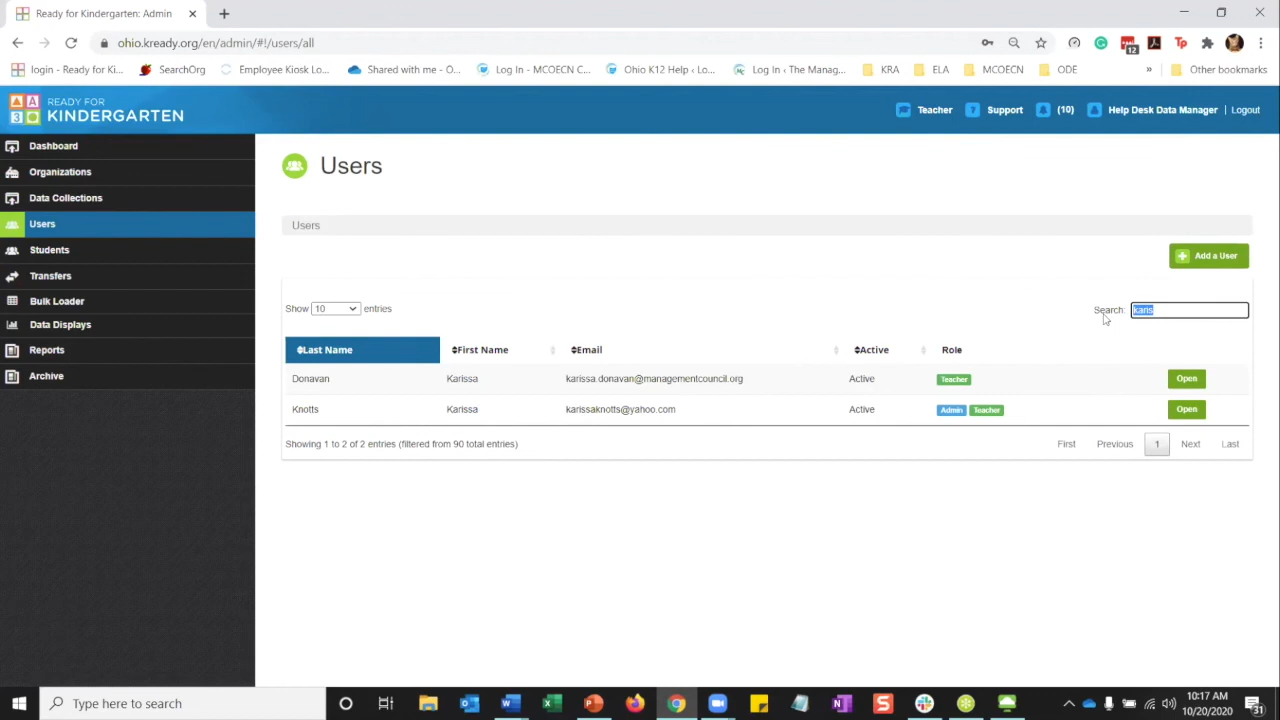 Ready for Kindergarten: Admin
ohio.kready.org/en/admin/#!/users/all
12
login - Ready for Ki... SearchOrg Employee Kiosk Lo... Shared with me - O... Log In - MCOECN C... Ohio K12 Help ‹ Lo... Log In ‹ The Manag... KRA ELA MCOECN ODE » Other bookmarks
READY FOR
KINDERGARTEN
A
3
Teacher Support (10) Help Desk Data Manager | Logout
Dashboard
Organizations
Data Collections
Users
Students
Transfers
Bulk Loader
Data Displays
Reports
Archive
Users
Users
Add a User
Show 10 entries
Search: karis
Last Name First Name Email Active Role
Donavan Karissa karissa.donavan@managementcouncil.org Active Teacher Open
Knotts Karissa karissaknotts@yahoo.com Active Admin Teacher Open
Showing 1 to 2 of 2 entries (filtered from 90 total entries)
First Previous 1 Next Last
Type here to search
10:17 AM
10/20/2020
31